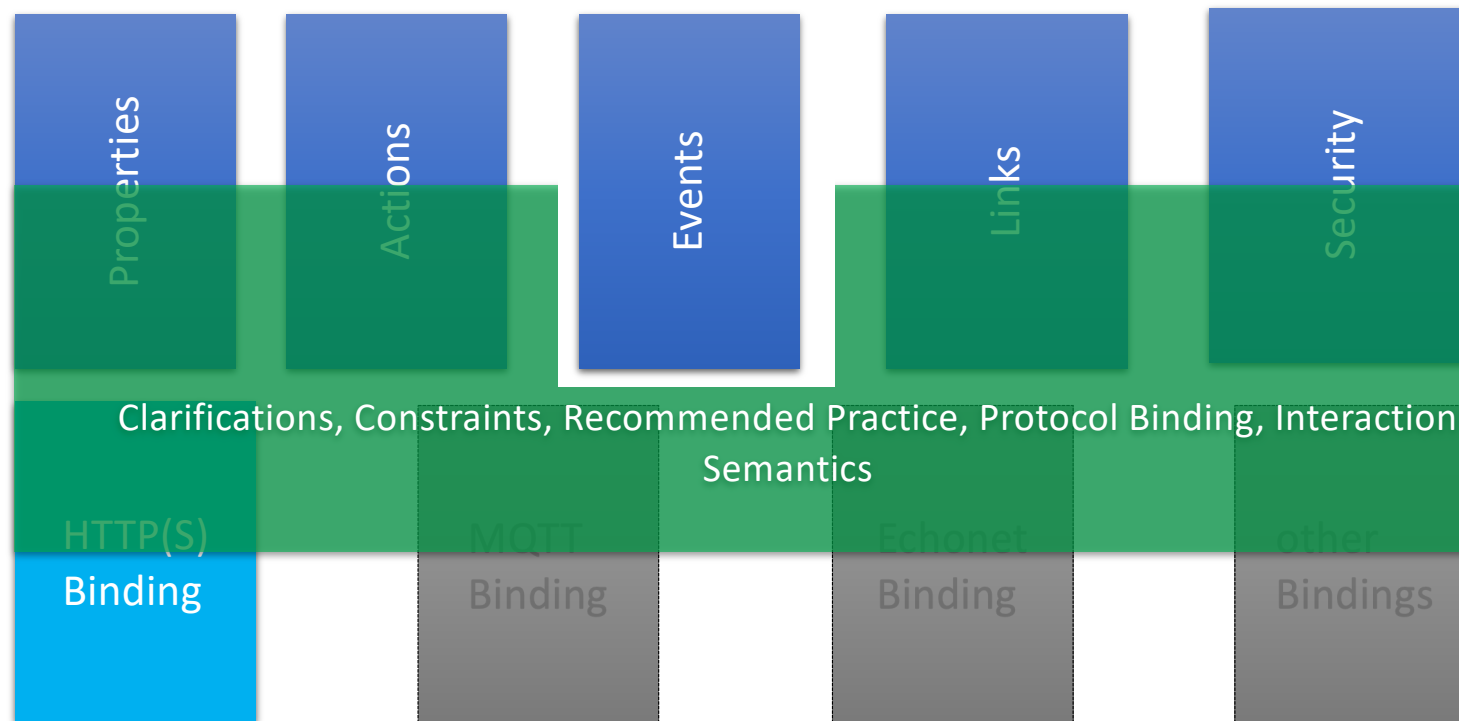 Properties
Actions
Events
Links
Security
Clarifications, Constraints, Recommended Practice, Protocol Binding, Interaction
Semantics
HTTP(S)
Binding
MQTT
Binding
Echonet
Binding
other
Bindings